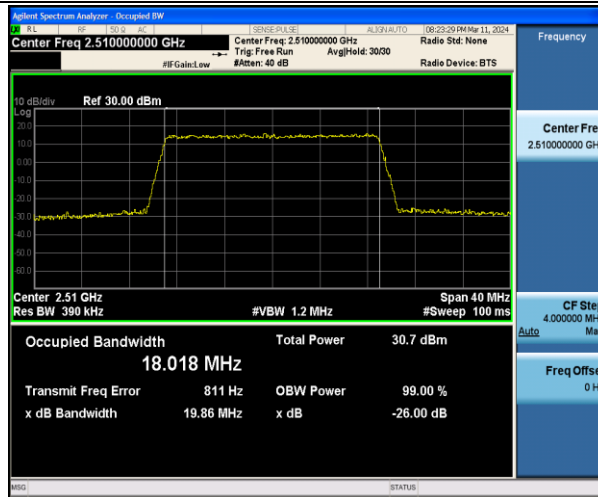 Agilent Spectrum Analyzer - Occupied BW
RL RF 50 Ω AC SENSE:PULSE ALIGNAUTO 08:23:29 PM Mar 11, 2024
Center Freq 2.510000000 GHz Center Freq: 2.510000000 GHz Radio Std: None
Trig: Free Run Avg|Hold: 30/30
#IFGain:Low #Atten: 40 dB Radio Device: BTS
Frequency
10 dB/div Ref 30.00 dBm
Log
20.0
10.0
0.00
-10.0
-20.0
-30.0
-40.0
-50.0
-60.0
Center Fre
2.510000000 GH
Center 2.51 GHz Span 40 MHz
Res BW 390 kHz #VBW 1.2 MHz #Sweep 100 ms
CF Ste
4.000000 MH
Auto Ma
Occupied Bandwidth Total Power 30.7 dBm
18.018 MHz
Transmit Freq Error 811 Hz OBW Power 99.00 %
x dB Bandwidth 19.86 MHz x dB -26.00 dB
Freq Offse
0 H
MSG STATUS